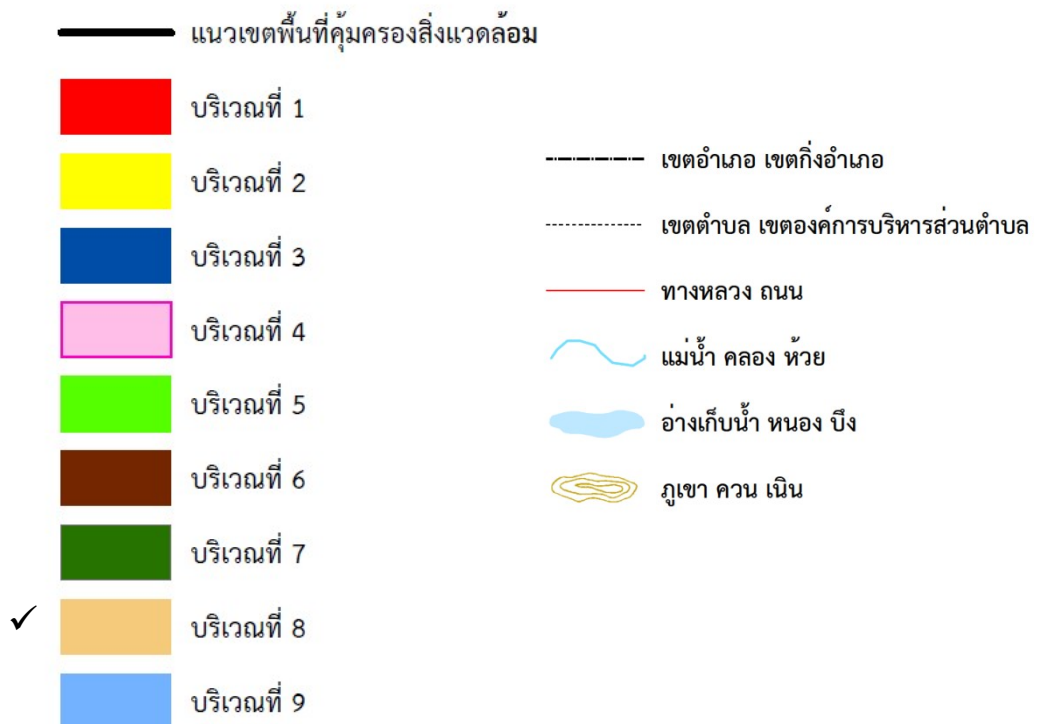 แนวเขตพื้นที่คุ้มครองสิ่งแวดล้อม
บริเวณที่ 1
บริเวณที่ 2
บริเวณที่ 3
บริเวณที่ 4
บริเวณที่ 5
บริเวณที่ 6
บริเวณที่ 7
บริเวณที่ 8
บริเวณที่ 9
เขตอำเภอ เขตกิ่งอำเภอ
เขตตำบล เขตองค์การบริหารส่วนตำบล
ทางหลวง ถนน
แม่น้ำ คลอง ห้วย
อ่างเก็บน้ำ หนอง บึง
ภูเขา ควน เนิน